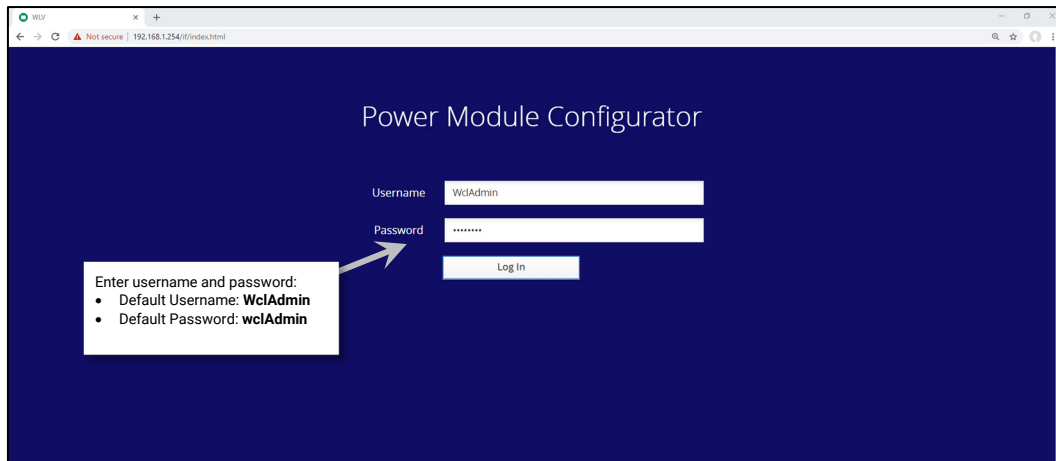 WLV
Not secure | 192.168.1.254/if/index.html
Power Module Configurator
Username WclAdmin
Password ••••••••
Log In
Enter username and password:
• Default Username: WclAdmin
• Default Password: wclAdmin